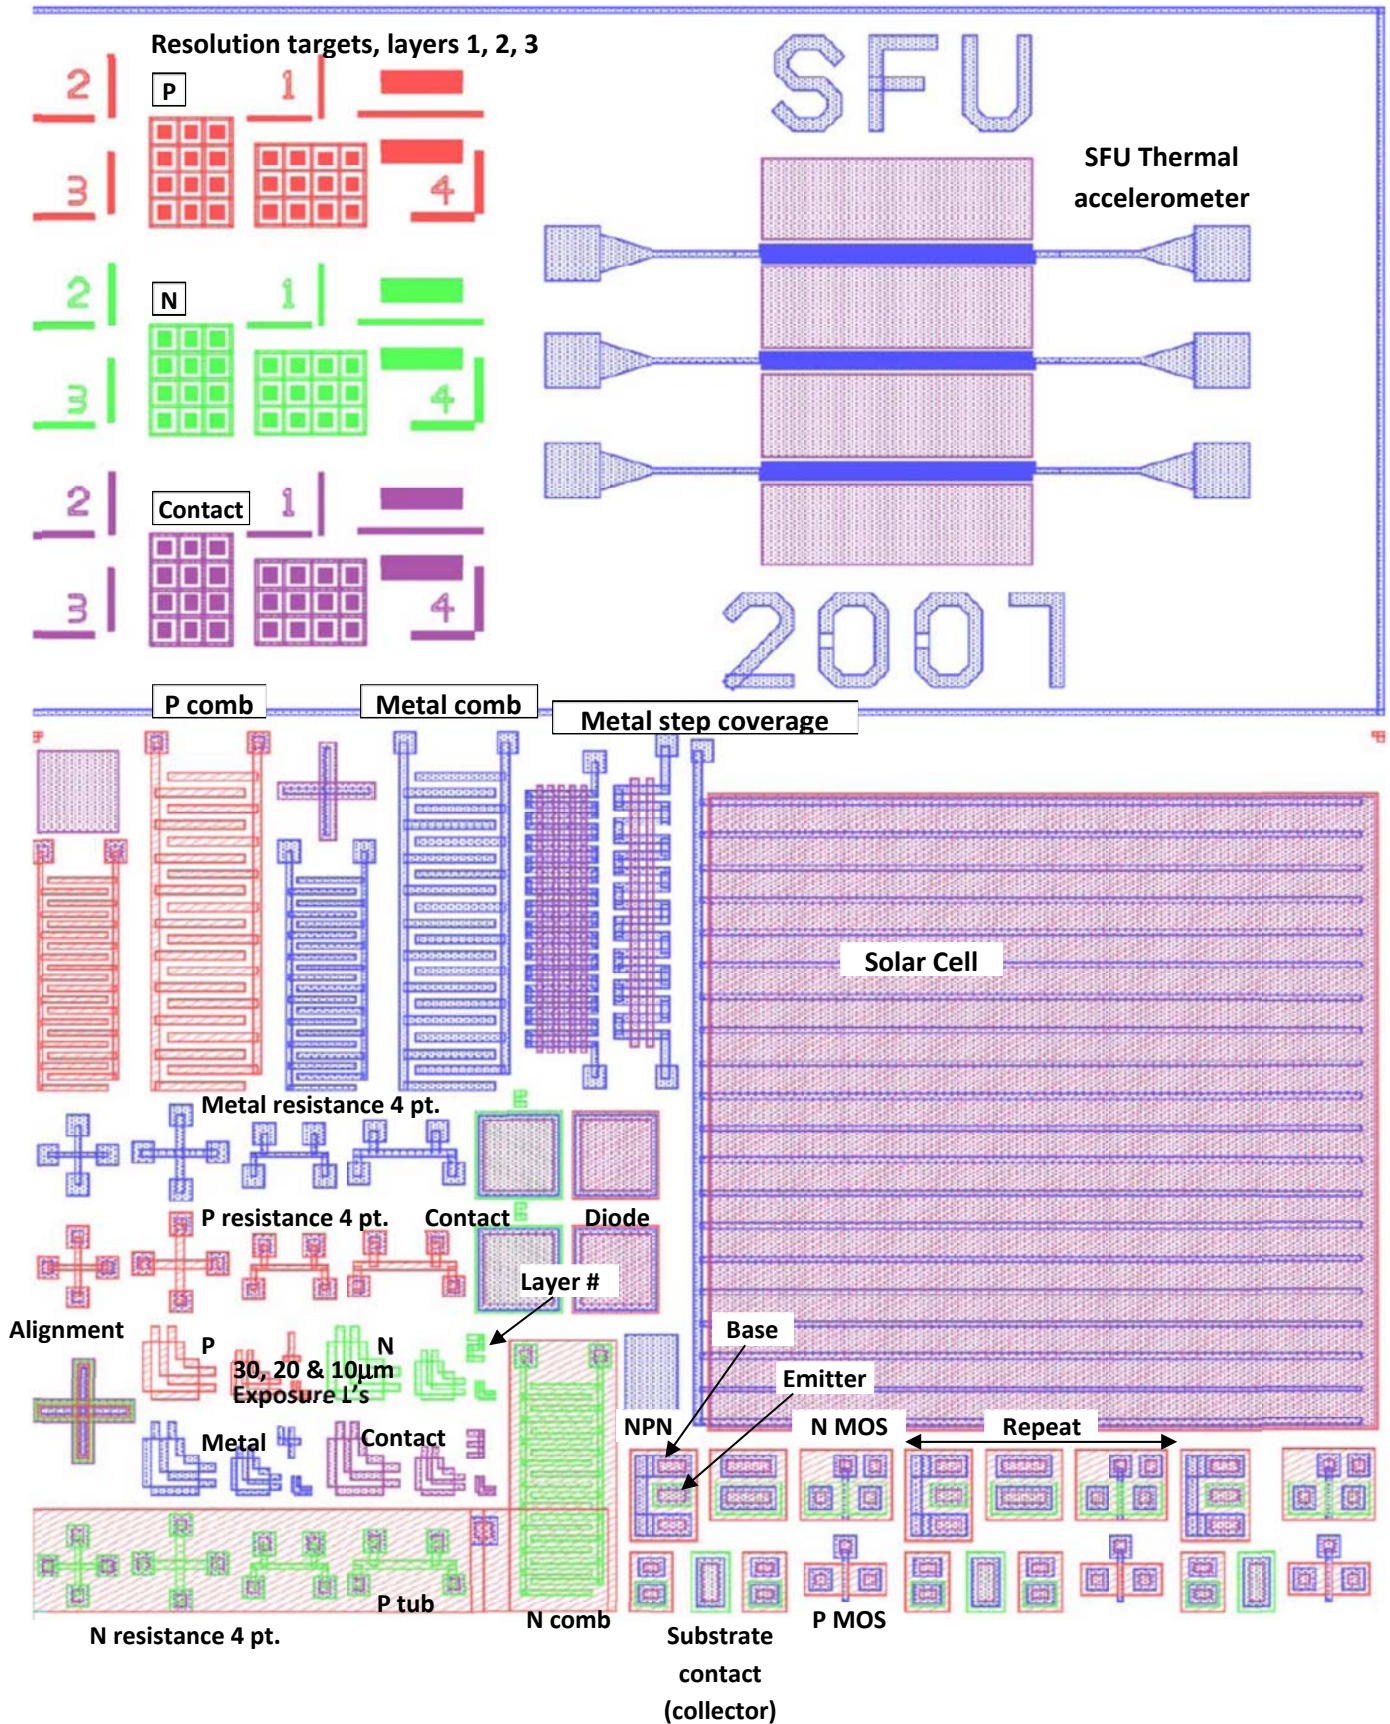 Resolution targets, layers 1, 2, 3
SFU
2
P
1
SFU Thermal
accelerometer
3
4
2
N
1
3
4
2
Contact
1
3
4
2007
P comb
Metal comb
Metal step coverage
Solar Cell
Metal resistance 4 pt.
P resistance 4 pt.
Contact
Diode
Layer #
Alignment
P
N
30, 20 & 10µm
Exposure L's
Base
Emitter
Metal
Contact
NPN
N MOS
Repeat
P tub
N comb
P MOS
N resistance 4 pt.
Substrate
contact
(collector)